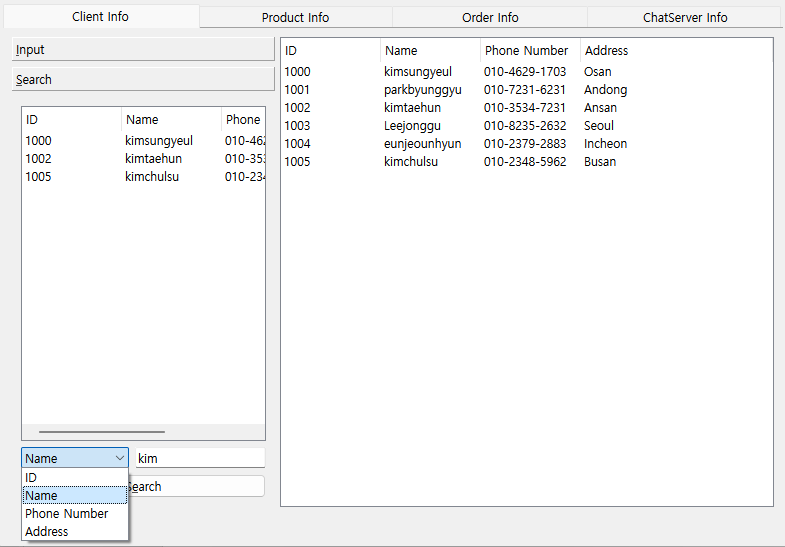 Client Info Product Info Order Info ChatServer Info
Input
Search
ID Name Phone
1000 kimsungyeul 010-462
1002 kimtaehun 010-353
1005 kimchulsu 010-234
Name kim
ID
Name
Phone Number
Address
Search
ID Name Phone Number Address
1000 kimsungyeul 010-4629-1703 Osan
1001 parkbyunggyu 010-7231-6231 Andong
1002 kimtaehun 010-3534-7231 Ansan
1003 Leejonggu 010-8235-2632 Seoul
1004 eunjeounhyun 010-2379-2883 Incheon
1005 kimchulsu 010-2348-5962 Busan